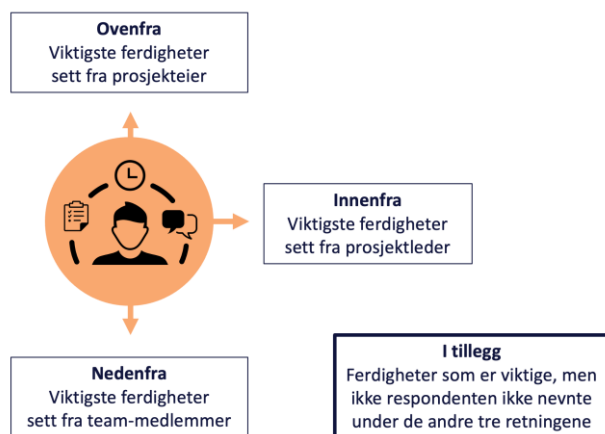 Ovenfra
Viktigste ferdigheter
sett fra prosjekteier
Innenfra
Viktigste ferdigheter
sett fra prosjektleder
Nedenfra
Viktigste ferdigheter
sett fra team-medlemmer
I tillegg
Ferdigheter som er viktige, men
ikke respondenten ikke nevnte
under de andre tre retningene